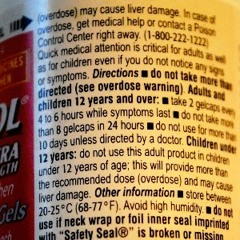 (overdose) may cause liver damage. In case of
overdose, get medical help or contact a Poison
Control Center right away. (1-800-222-1222)
Quick medical attention is critical for adults as well
as for children even if you do not notice any signs
or symptoms. Directions ■ do not take more than
directed (see overdose warning). Adults and
children 12 years and over: ■ take 2 gelcaps every
4 to 6 hours while symptoms last ■ do not take more
than 8 gelcaps in 24 hours ■ do not use for more than
10 days unless directed by a doctor. Children under
12 years: do not use this adult product in children
under 12 years of age; this will provide more than
the recommended dose (overdose) and may cause
liver damage. Other information ■ store between
20-25°C (68-77°F). Avoid high humidity. ■ do not
use if neck wrap or foil inner seal imprinted
with "Safety Seal®" is broken or missing
OL
RA
GTH
Gels